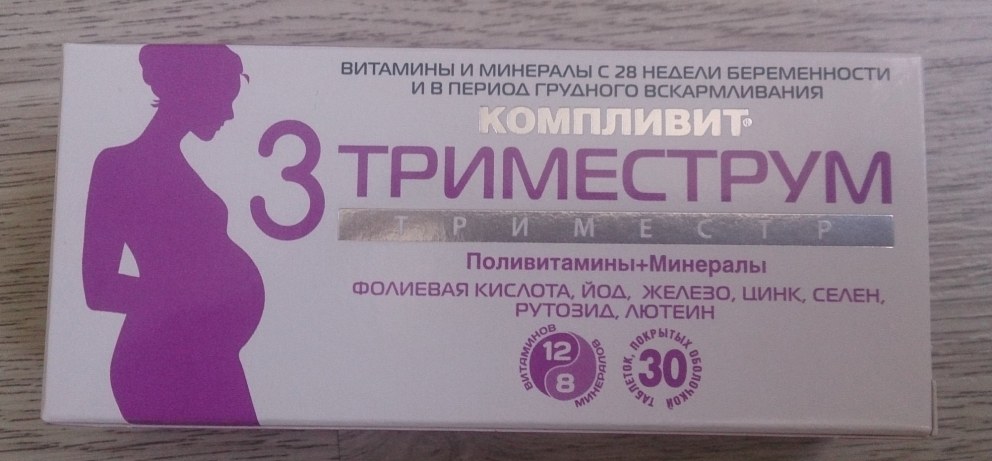 ВИТАМИНЫ И МИНЕРАЛЫ С 28 НЕДЕЛИ БЕРЕМЕННОСТИ
И В ПЕРИОД ГРУДНОГО ВСКАРМЛИВАНИЯ
КОМПЛИВИТ®
3 ТРИМЕСТРУМ
ТРИМЕСТР
Поливитамины+Минералы
ФОЛИЕВАЯ КИСЛОТА, ЙОД, ЖЕЛЕЗО, ЦИНК, СЕЛЕН,
РУТОЗИД, ЛЮТЕИН
12 ВИТАМИНОВ
8 МИНЕРАЛОВ
30 ТАБЛЕТОК, ПОКРЫТЫХ ОБОЛОЧКОЙ